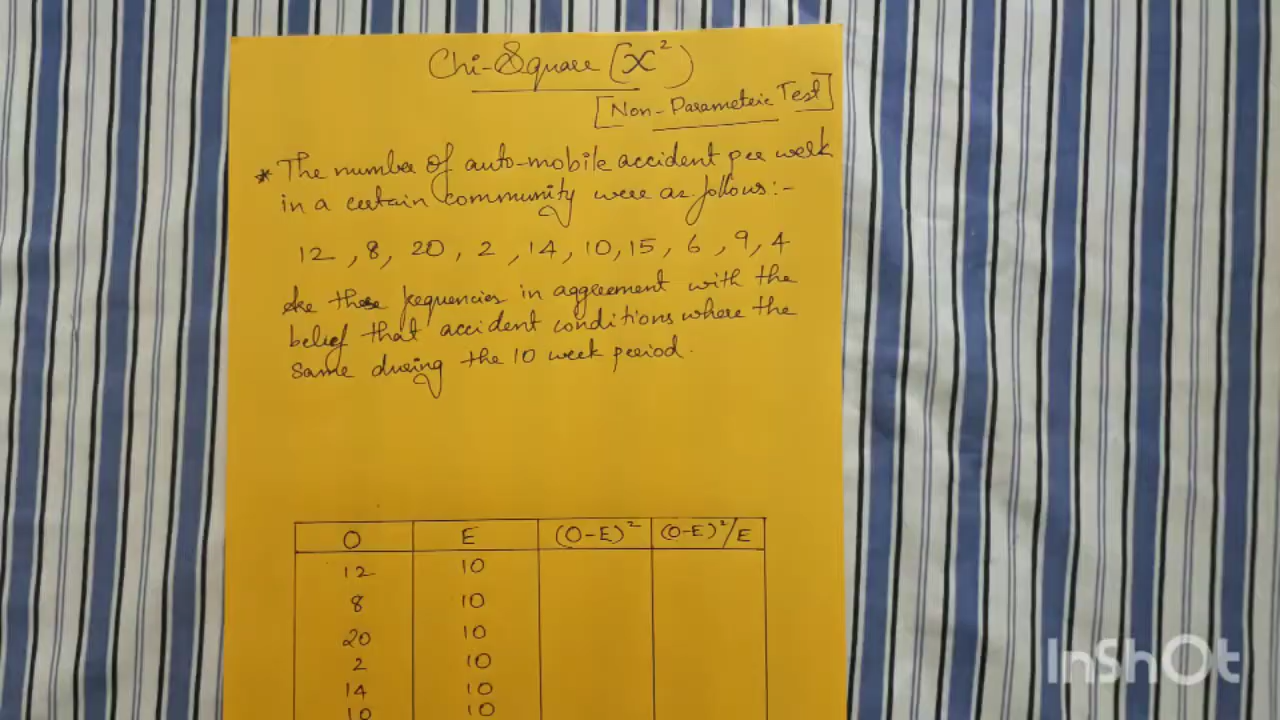 Chi-Square (χ²)
[Non-Parametric Test]
* The number of auto-mobile accident per week
in a certain community were as follows:-
12, 8, 20, 2, 14, 10, 15, 6, 9, 4
Are these frequencies in aggreement with the
belief that accident conditions where the
same during the 10 week period.
O E (O-E)² (O-E)²/E
12 10
8 10
20 10
2 10
14 10
10 10
InShOt